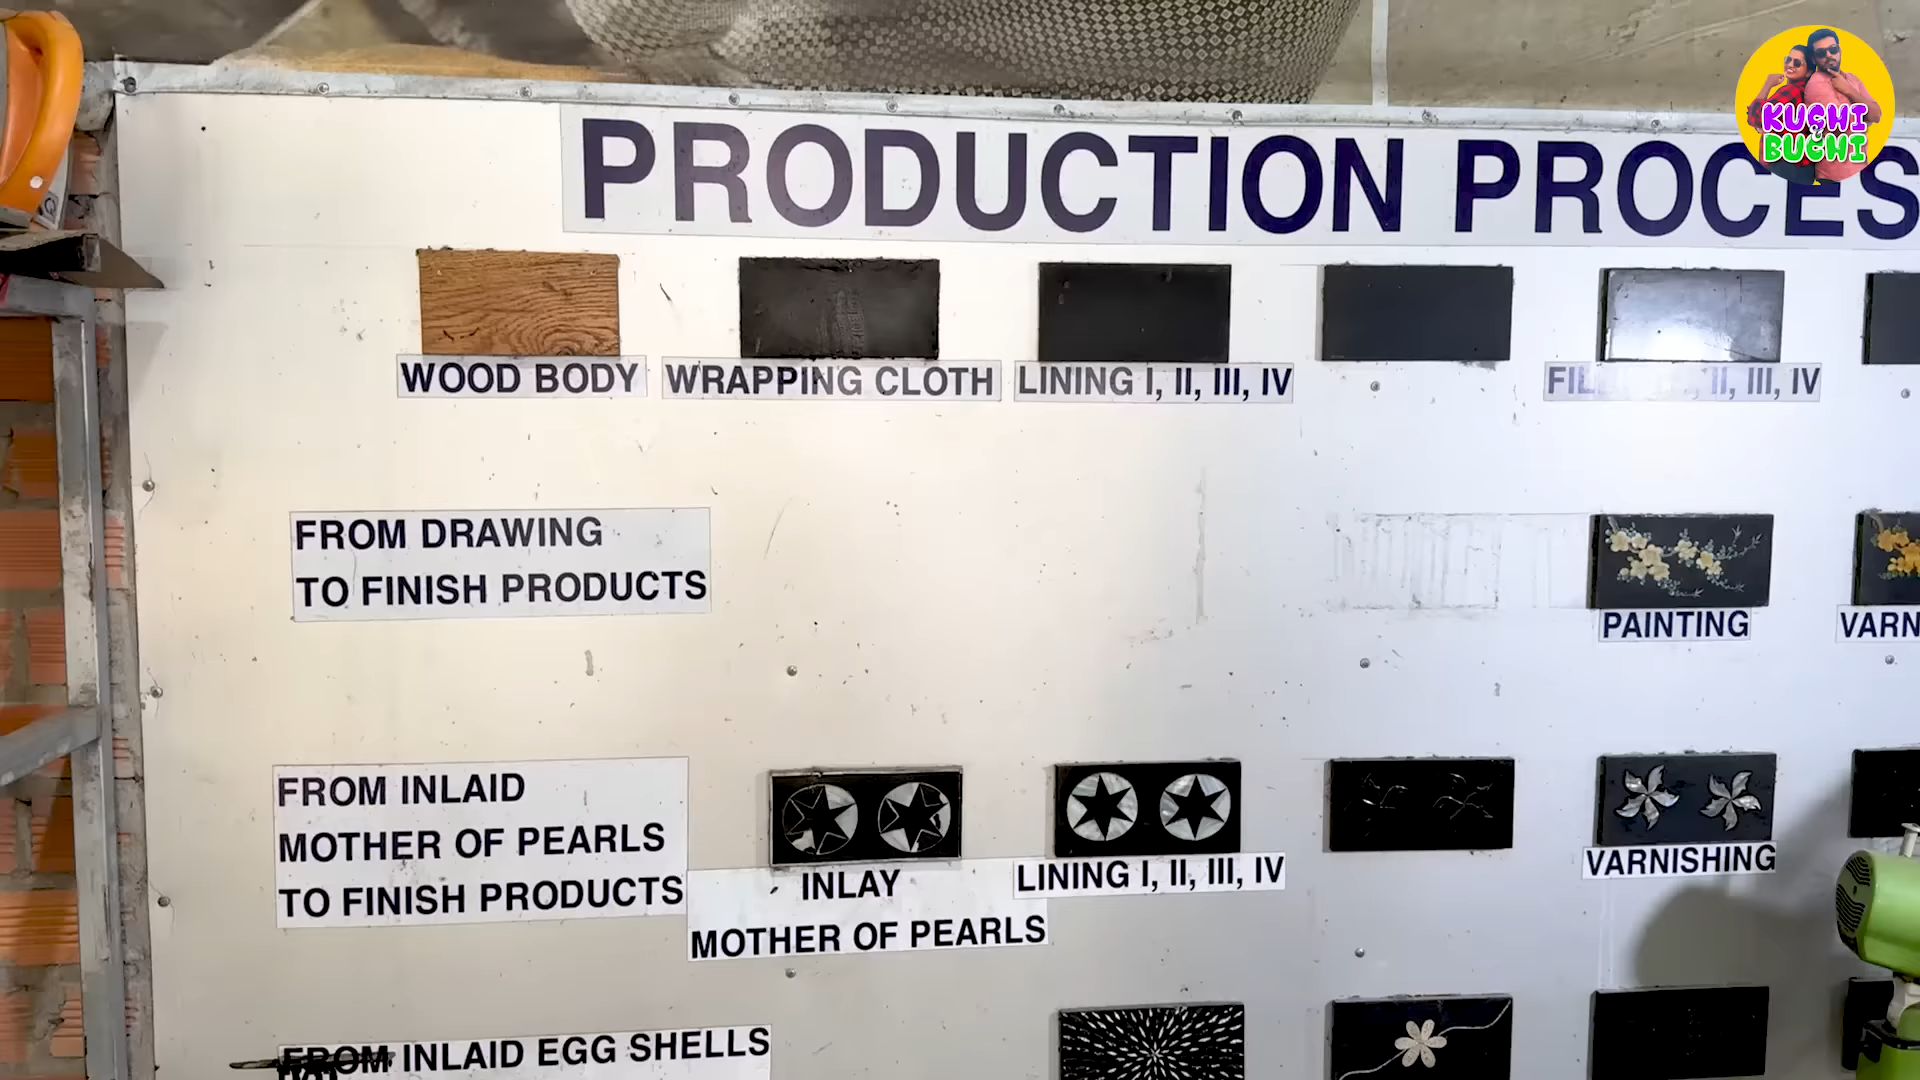 PRODUCTION PROCES
KUCHI
&
BUCHI
WOOD BODY
WRAPPING CLOTH
LINING I, II, III, IV
II, III, IV
FROM DRAWING
TO FINISH PRODUCTS
PAINTING
VARN
FROM INLAID
MOTHER OF PEARLS
TO FINISH PRODUCTS
INLAY
MOTHER OF PEARLS
LINING I, II, III, IV
VARNISHING
FROM INLAID EGG SHELLS